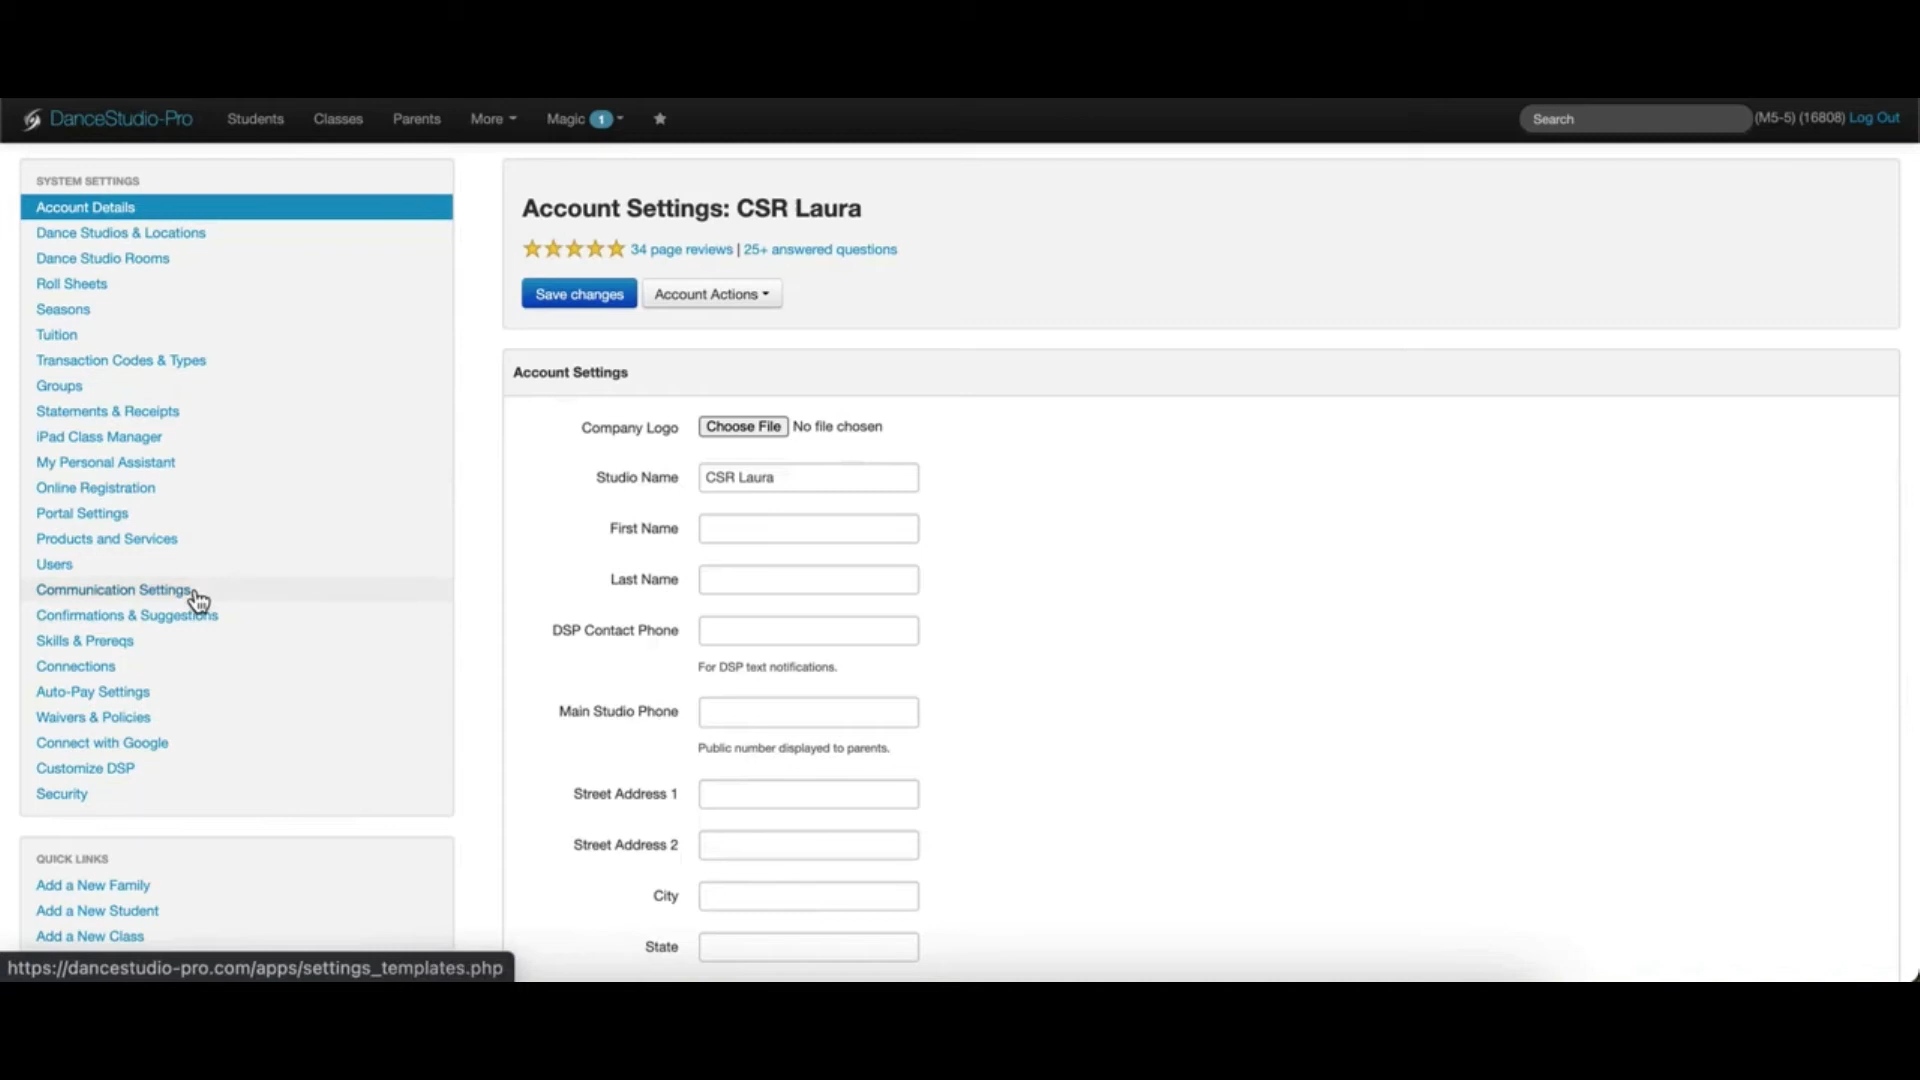 DanceStudio-Pro Students Classes Parents More Magic 1 Search (M5-5) (16808) Log Out
SYSTEM SETTINGS
Account Details
Dance Studios & Locations
Dance Studio Rooms
Roll Sheets
Seasons
Tuition
Transaction Codes & Types
Groups
Statements & Receipts
iPad Class Manager
My Personal Assistant
Online Registration
Portal Settings
Products and Services
Users
Communication Settings
Confirmations & Suggestions
Skills & Prereqs
Connections
Auto-Pay Settings
Waivers & Policies
Connect with Google
Customize DSP
Security
QUICK LINKS
Add a New Family
Add a New Student
Add a New Class
https://dancestudio-pro.com/apps/settings_templates.php
Account Settings: CSR Laura
34 page reviews | 25+ answered questions
Save changes Account Actions
Account Settings
Company Logo Choose File No file chosen
Studio Name CSR Laura
First Name
Last Name
DSP Contact Phone
For DSP text notifications.
Main Studio Phone
Public number displayed to parents.
Street Address 1
Street Address 2
City
State